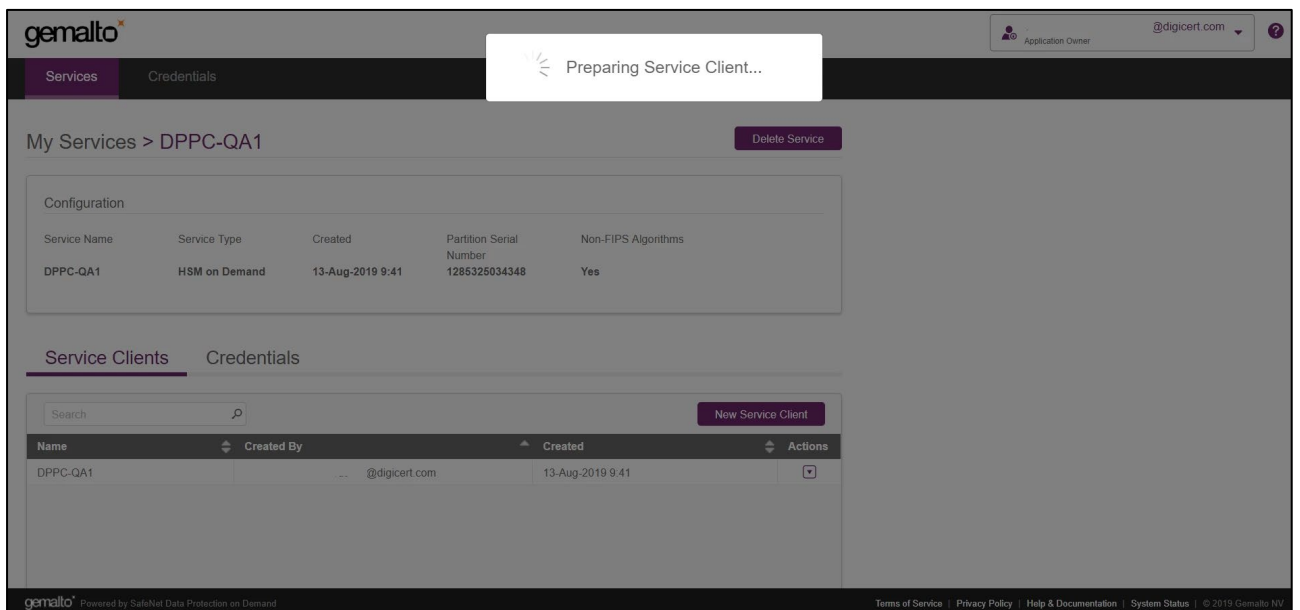 gemalto
@digicert.com
Application Owner
Preparing Service Client...
Services Credentials
My Services > DPPC-QA1
Delete Service
Configuration
Service Name Service Type Created Partition Serial Number Non-FIPS Algorithms
DPPC-QA1 HSM on Demand 13-Aug-2019 9:41 1285325034348 Yes
Service Clients Credentials
Search
New Service Client
Name Created By Created Actions
DPPC-QA1 @digicert.com 13-Aug-2019 9:41
gemalto Powered by SafeNet Data Protection on Demand
Terms of Service | Privacy Policy | Help & Documentation | System Status | © 2019 Gemalto NV